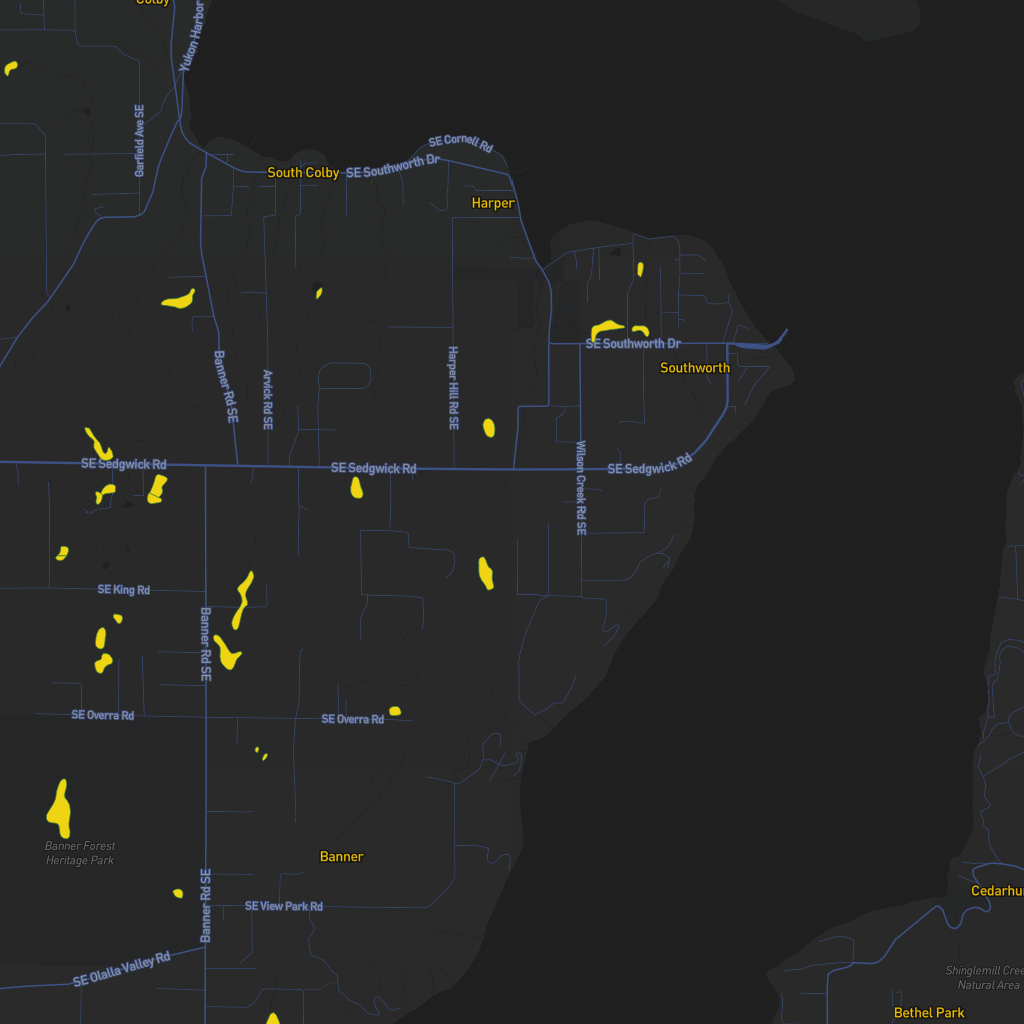 Colby
Yukon Harbor
Garfield Ave SE
SE Cornell Rd
South Colby
SE Southworth Dr
Harper
SE Southworth Dr
Southworth
Banner Rd SE
Arvick Rd SE
Harper Hill Rd SE
Wilson Creek Rd SE
SE Sedgwick Rd
SE Sedgwick Rd
SE Sedgwick Rd
SE King Rd
Banner Rd SE
SE Overra Rd
SE Overra Rd
Banner Forest
Heritage Park
Banner
Banner Rd SE
SE View Park Rd
Cedarhu
SE Olalla Valley Rd
Shinglemill Cree
Natural Area
Bethel Park